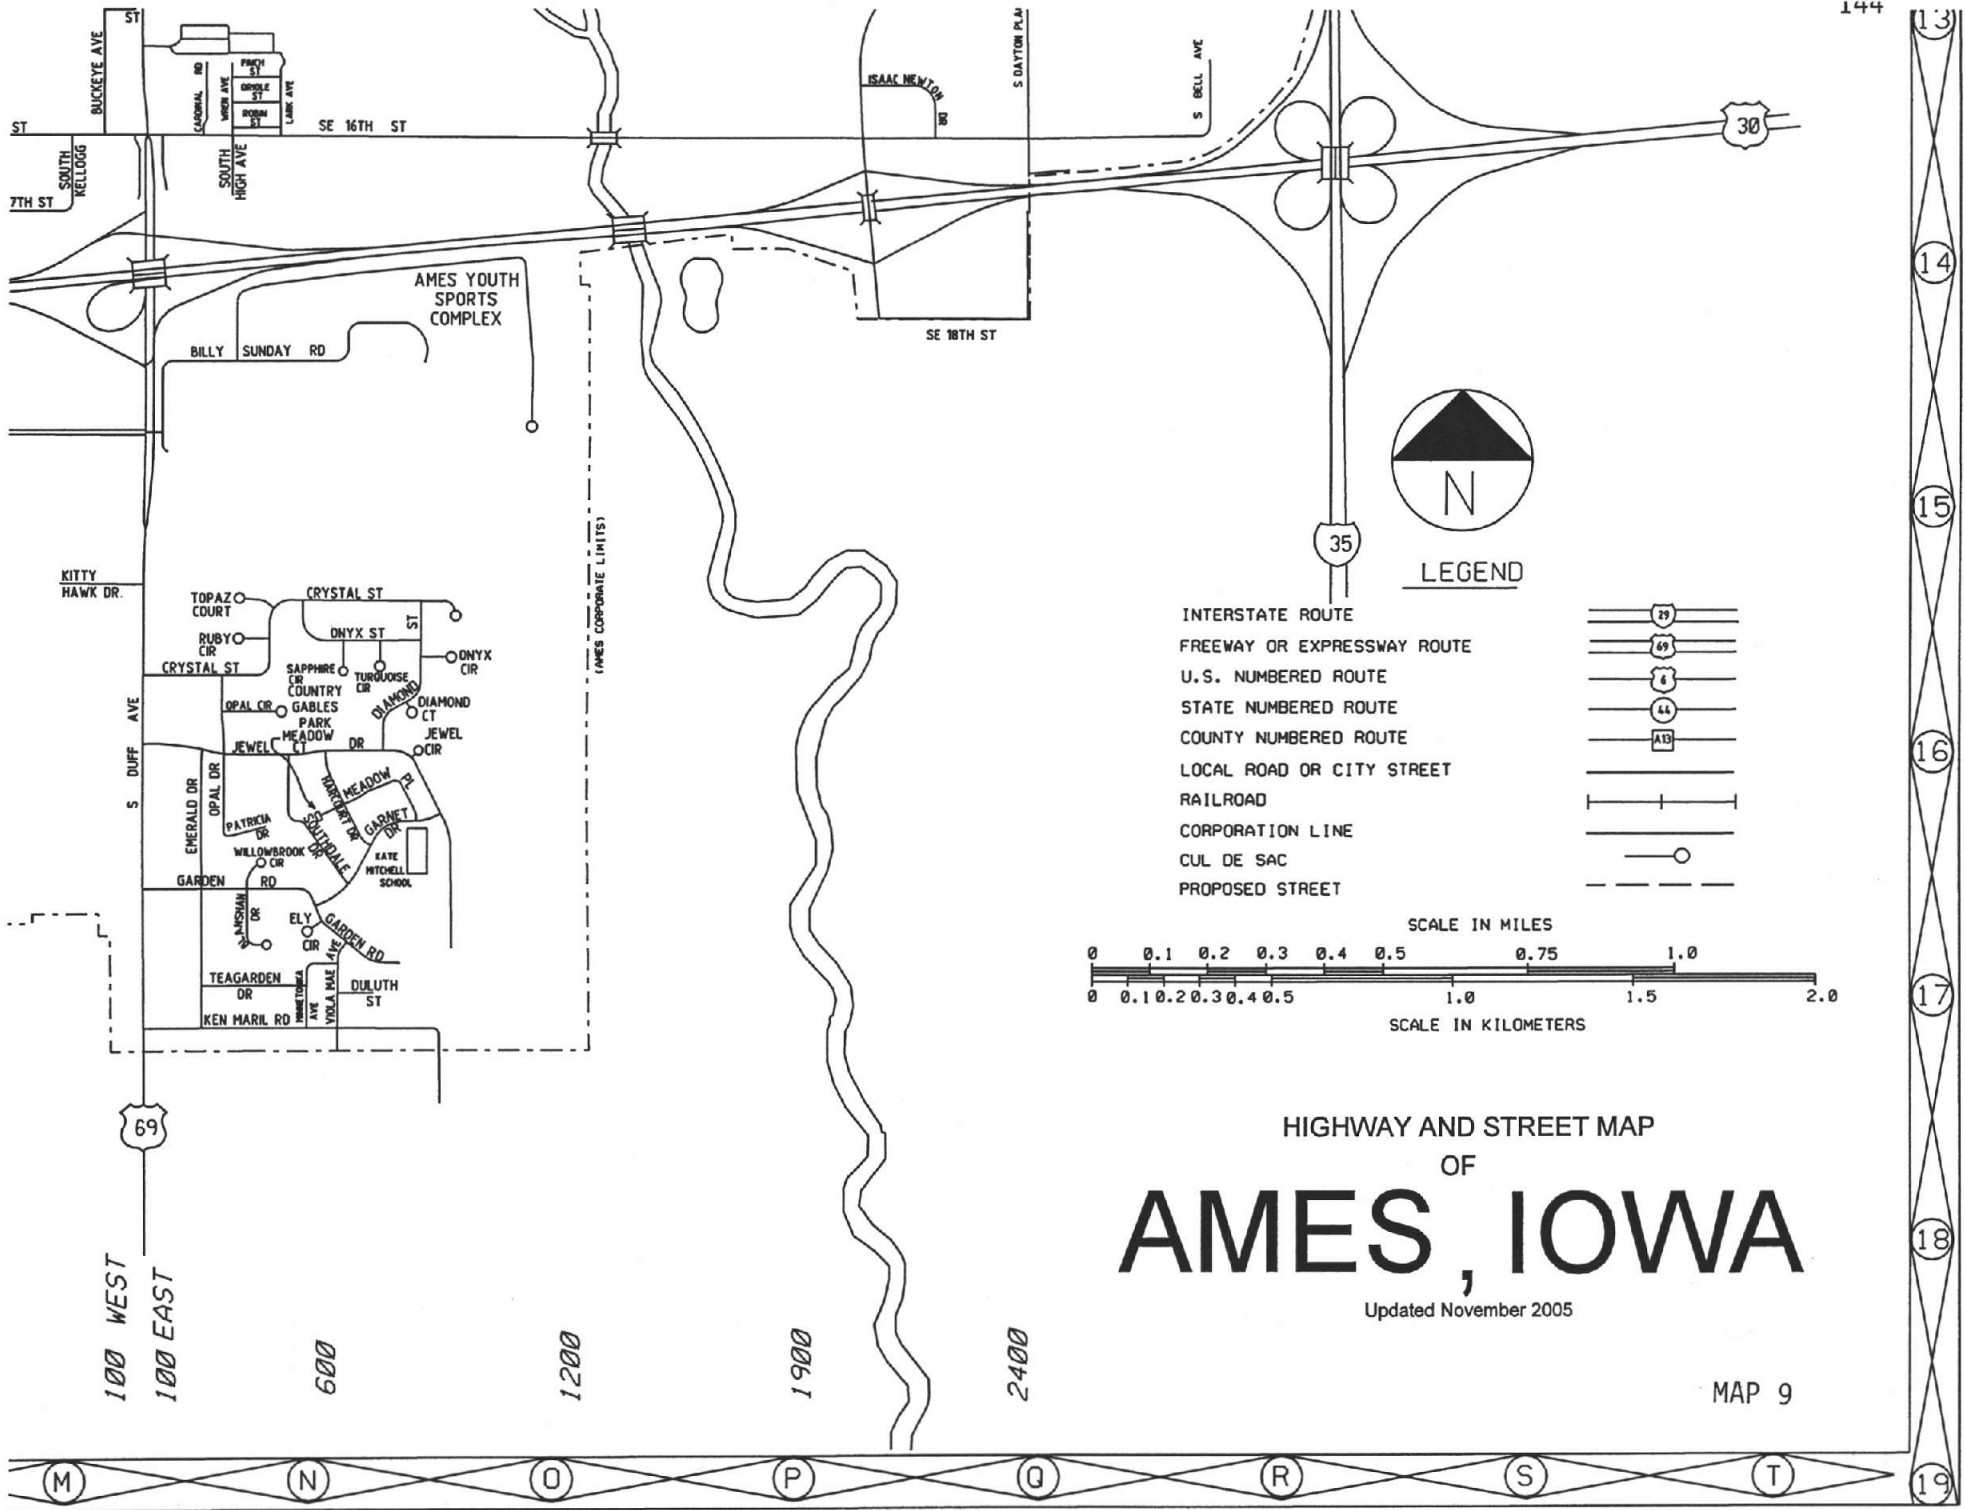 144
13
ST
BUCKEYE AVE
CARDINAL RD
WREN AVE
FINCH ST
ORIOLE ST
ROBIN ST
LARK AVE
ISAAC NEWTON DR
S DAYTON PLA
S BELL AVE
30
ST
SE 16TH ST
SOUTH KELLOGG
SOUTH HIGH AVE
7TH ST
AMES YOUTH
SPORTS
COMPLEX
BILLY SUNDAY RD
SE 18TH ST
14
N
15
35
(AMES CORPORATE LIMITS)
KITTY
HAWK DR.
TOPAZ
COURT
CRYSTAL ST
ST
RUBY
CIR
ONYX ST
ONYX
CIR
CRYSTAL ST
SAPPHIRE
CIR
TURQUOISE
CIR
COUNTRY
GABLES
PARK
OPAL CIR
DIAMOND
DIAMOND
CT
MEADOW
CT
JEWEL DR
JEWEL
CIR
S DUFF AVE
EMERALD DR
OPAL DR
HARCOURT DR
MEADOW PL
PATRICIA
DR
SOUTHDALE
DR
GARNET
DR
WILLOWBROOK
CIR
KATE
MITCHELL
SCHOOL
GARDEN RD
DR
ELY
CIR
GARDEN RD
TEAGARDEN
DR
MINNETONKA
AVE
VIOLA MAE AVE
DULUTH
ST
KEN MARIL RD
69
LEGEND
INTERSTATE ROUTE 29
FREEWAY OR EXPRESSWAY ROUTE 69
U.S. NUMBERED ROUTE 6
STATE NUMBERED ROUTE 44
COUNTY NUMBERED ROUTE A13
LOCAL ROAD OR CITY STREET
RAILROAD
CORPORATION LINE
CUL DE SAC
PROPOSED STREET
16
SCALE IN MILES
0 0.1 0.2 0.3 0.4 0.5 0.75 1.0
0 0.1 0.2 0.3 0.4 0.5 1.0 1.5 2.0
SCALE IN KILOMETERS
17
HIGHWAY AND STREET MAP
OF
AMES, IOWA
Updated November 2005
18
100 WEST
100 EAST
600
1200
1900
2400
MAP 9
M N O P Q R S T
19